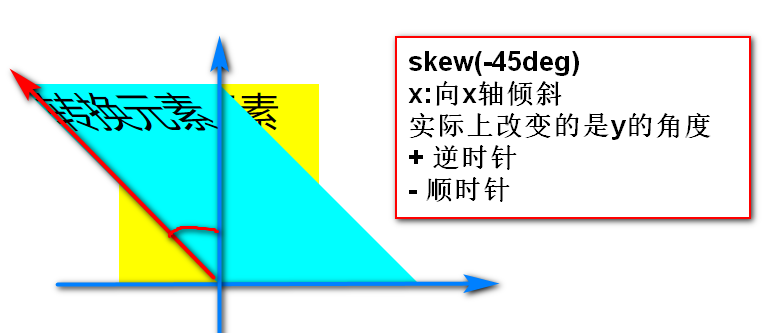 转换元素素
skew(-45deg)
x:向x轴倾斜
实际上改变的是y的角度
+ 逆时针
- 顺时针